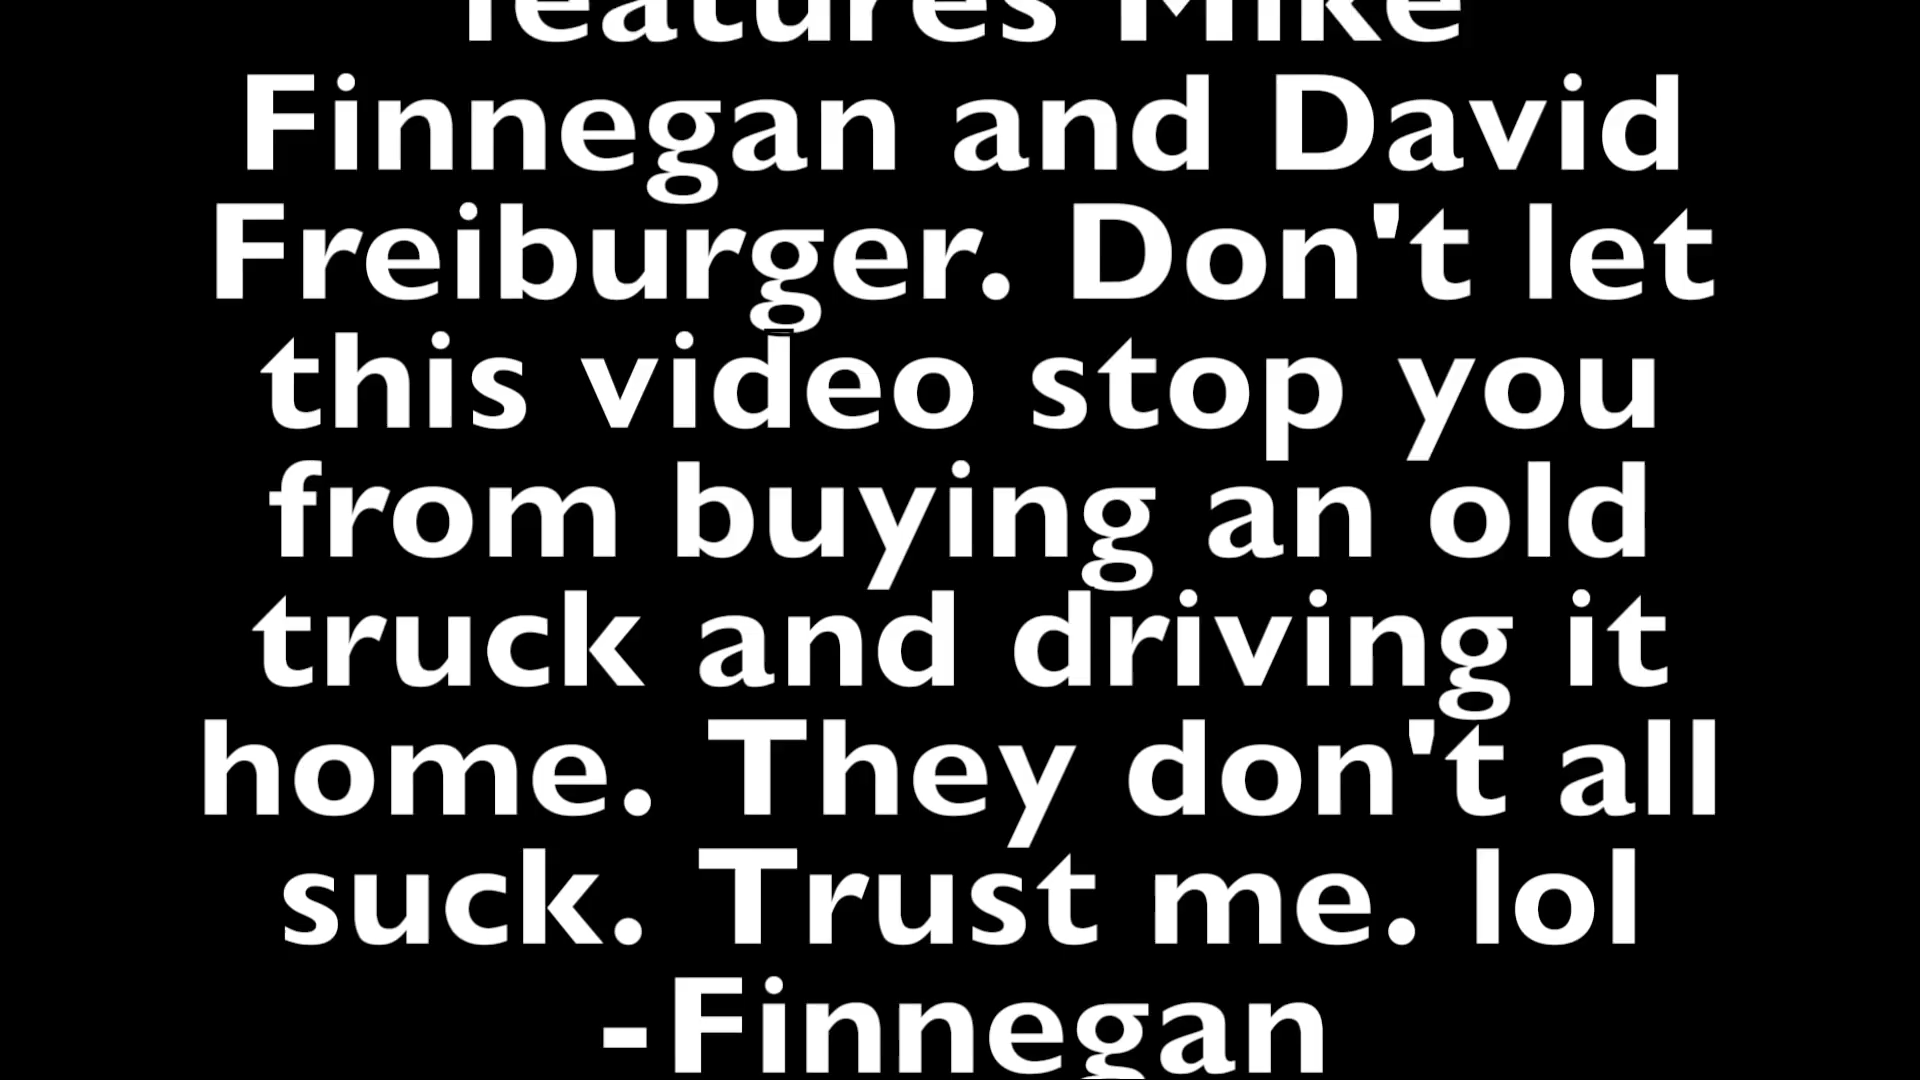 features Mike
Finnegan and David
Freiburger. Don't let
this video stop you
from buying an old
truck and driving it
home. They don't all
suck. Trust me. lol
-Finnegan